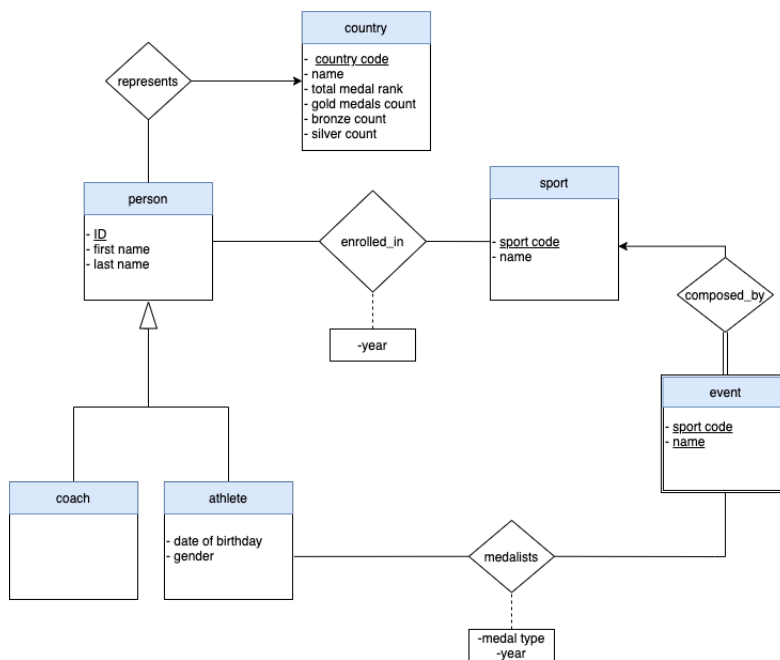 country
- country code
- name
- total medal rank
- gold medals count
- bronze count
- silver count
represents
person
- ID
- first name
- last name
enrolled_in
-year
sport
- sport code
- name
composed_by
event
- sport code
- name
coach
athlete
- date of birthday
- gender
medalists
-medal type
-year